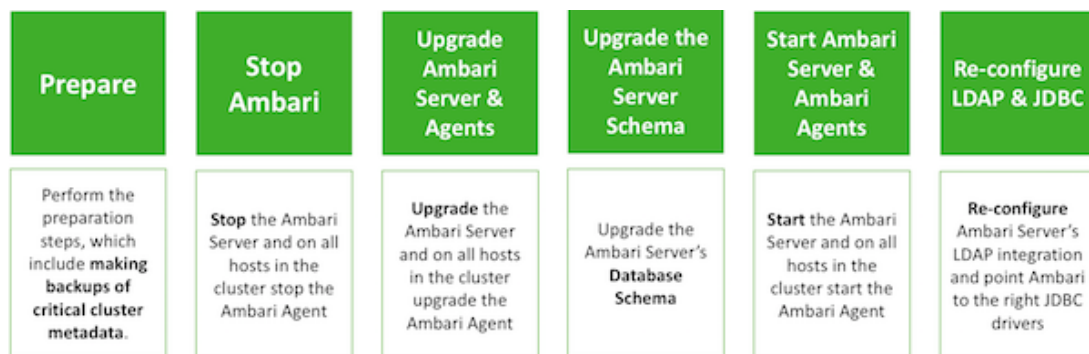 Prepare
Stop
Ambari
Upgrade
Ambari
Server &
Agents
Upgrade the
Ambari
Server
Schema
Start Ambari
Server &
Ambari
Agents
Re-configure
LDAP & JDBC
Perform the
preparation
steps, which
include making
backups of
critical cluster
metadata.
Stop the Ambari
Server and on all
hosts in the
cluster stop the
Ambari Agent
Upgrade the
Ambari Server
and on all hosts
in the cluster
upgrade the
Ambari Agent
Upgrade the
Ambari Server's
Database
Schema
Start the Ambari
Server and on all
hosts in the
cluster start the
Ambari Agent
Re-configure
Ambari Server's
LDAP integration
and point Ambari
to the right JDBC
drivers